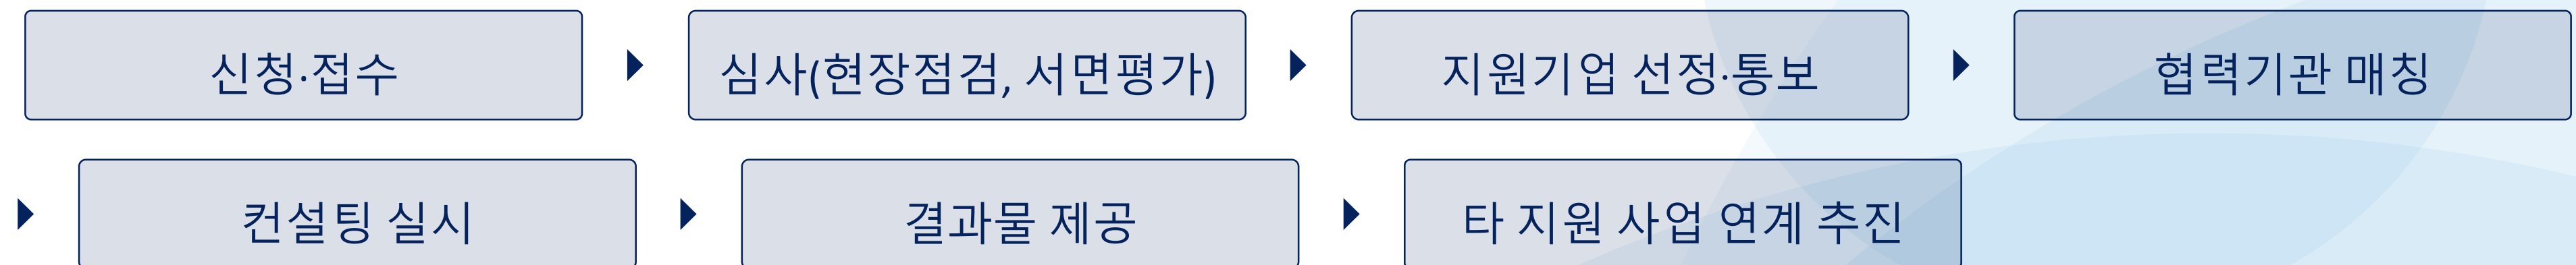 신청·접수
심사(현장점검, 서면평가)
지원기업 선정·통보
협력기관 매칭
컨설팅 실시
결과물 제공
타 지원 사업 연계 추진